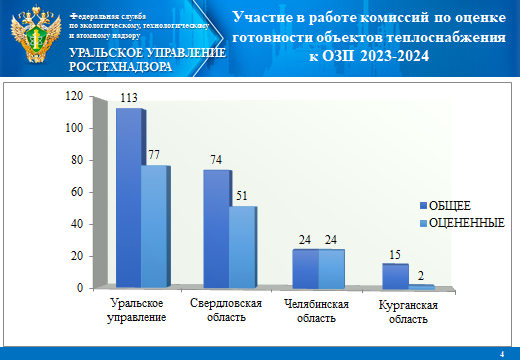 Федеральная служба
по экологическому, технологическому
и атомному надзору
УРАЛЬСКОЕ УПРАВЛЕНИЕ
РОСТЕХНАДЗОРА
Участие в работе комиссий по оценке
готовности объектов теплоснабжения
к ОЗП 2023-2024
120
100
80
60
40
20
0
113
77
74
51
24
24
15
2
Уральское
управление
Свердловская
область
Челябинская
область
Курганская
область
ОБЩЕЕ
ОЦЕНЕННЫЕ
4